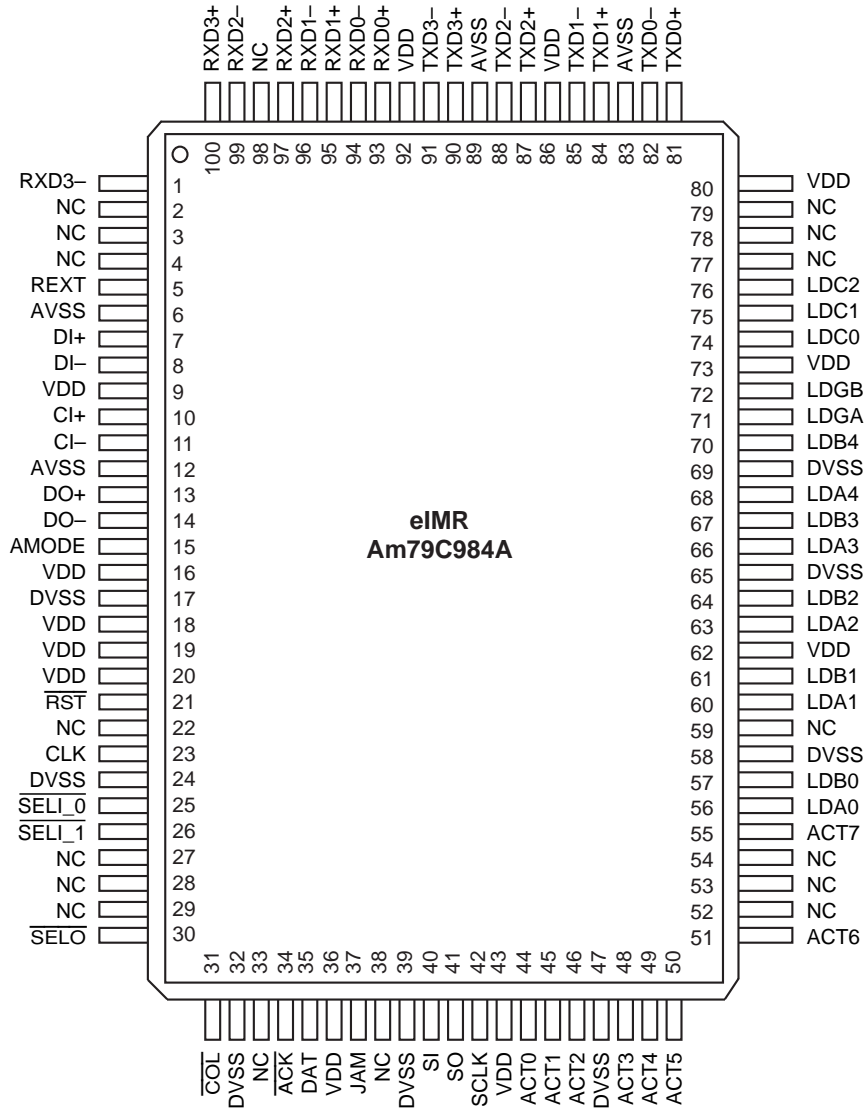 RXD3+ RXD2– NC RXD2+ RXD1– RXD1+ RXD0– RXD0+ VDD TXD3– TXD3+ AVSS TXD2– TXD2+ VDD TXD1– TXD1+ AVSS TXD0– TXD0+
100 99 98 97 96 95 94 93 92 91 90 89 88 87 86 85 84 83 82 81
RXD3– 1 80 VDD
NC 2 79 NC
NC 3 78 NC
NC 4 77 NC
REXT 5 76 LDC2
AVSS 6 75 LDC1
DI+ 7 74 LDC0
DI– 8 73 VDD
VDD 9 72 LDGB
CI+ 10 71 LDGA
CI– 11 70 LDB4
AVSS 12 69 DVSS
DO+ 13 68 LDA4
DO– 14 67 LDB3
eIMR
AMODE 15 66 LDA3
Am79C984A
VDD 16 65 DVSS
DVSS 17 64 LDB2
VDD 18 63 LDA2
VDD 19 62 VDD
VDD 20 61 LDB1
RST 21 60 LDA1
NC 22 59 NC
CLK 23 58 DVSS
DVSS 24 57 LDB0
SELI_0 25 56 LDA0
SELI_1 26 55 ACT7
NC 27 54 NC
NC 28 53 NC
NC 29 52 NC
SELO 30 51 ACT6
31 32 33 34 35 36 37 38 39 40 41 42 43 44 45 46 47 48 49 50
COL DVSS NC ACK DAT VDD JAM NC DVSS SI SO SCLK VDD ACT0 ACT1 ACT2 DVSS ACT3 ACT4 ACT5